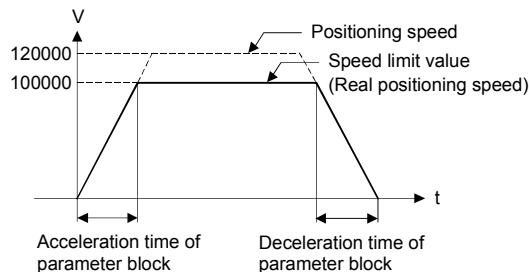 V
Positioning speed
120000
Speed limit value
100000
(Real positioning speed)
t
Acceleration time of
parameter block
Deceleration time of
parameter block